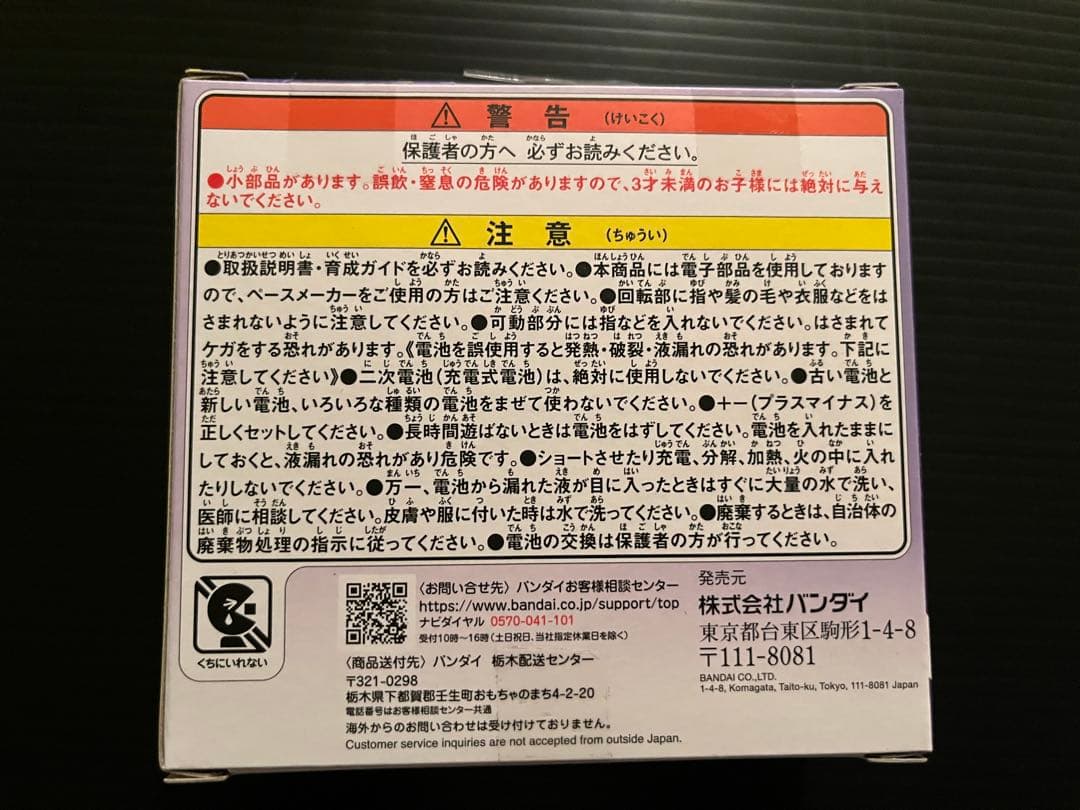 ⚠ 警告 (けいこく)
保護者の方へ 必ずお読みください。
●小部品があります。誤飲・窒息の危険がありますので、3才未満のお子様には絶対に与え
ないでください。
⚠ 注意 (ちゅうい)
●取扱説明書・育成ガイドを必ずお読みください。●本商品には電子部品を使用しております
ので、ペースメーカーをご使用の方はご注意ください。●回転部に指や髪の毛や衣服などをは
さまれないように注意してください。●可動部分には指などを入れないでください。はさまれて
ケガをする恐れがあります。《電池を誤使用すると発熱・破裂・液漏れの恐れがあります。下記に
注意してください》●二次電池(充電式電池)は、絶対に使用しないでください。●古い電池と
新しい電池、いろいろな種類の電池をまぜて使わないでください。●+-(プラスマイナス)を
正しくセットしてください。●長時間遊ばないときは電池をはずしてください。電池を入れたままに
しておくと、液漏れの恐れがあり危険です。●ショートさせたり充電、分解、加熱、火の中に入れ
たりしないでください。●万一、電池から漏れた液が目に入ったときはすぐに大量の水で洗い、
医師に相談してください。皮膚や服に付いた時は水で洗ってください。●廃棄するときは、自治体の
廃棄物処理の指示に従ってください。●電池の交換は保護者の方が行ってください。
くちにいれない
〈お問い合せ先〉バンダイお客様相談センター
https://www.bandai.co.jp/support/top
ナビダイヤル 0570-041-101
受付10時〜16時(土日祝日、当社指定休業日を除く)
〈商品送付先〉バンダイ 栃木配送センター
〒321-0298
栃木県下都賀郡壬生町おもちゃのまち4-2-20
電話番号はお客様相談センター共通
海外からのお問い合わせは受け付けておりません。
Customer service inquiries are not accepted from outside Japan.
発売元
株式会社バンダイ
東京都台東区駒形1-4-8
〒111-8081
BANDAI CO.,LTD.
1-4-8, Komagata, Taito-ku, Tokyo, 111-8081 Japan